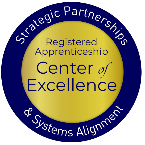 Strategic Partnerships
Registered
Apprenticeship
Center of
Excellence
& Systems Alignment